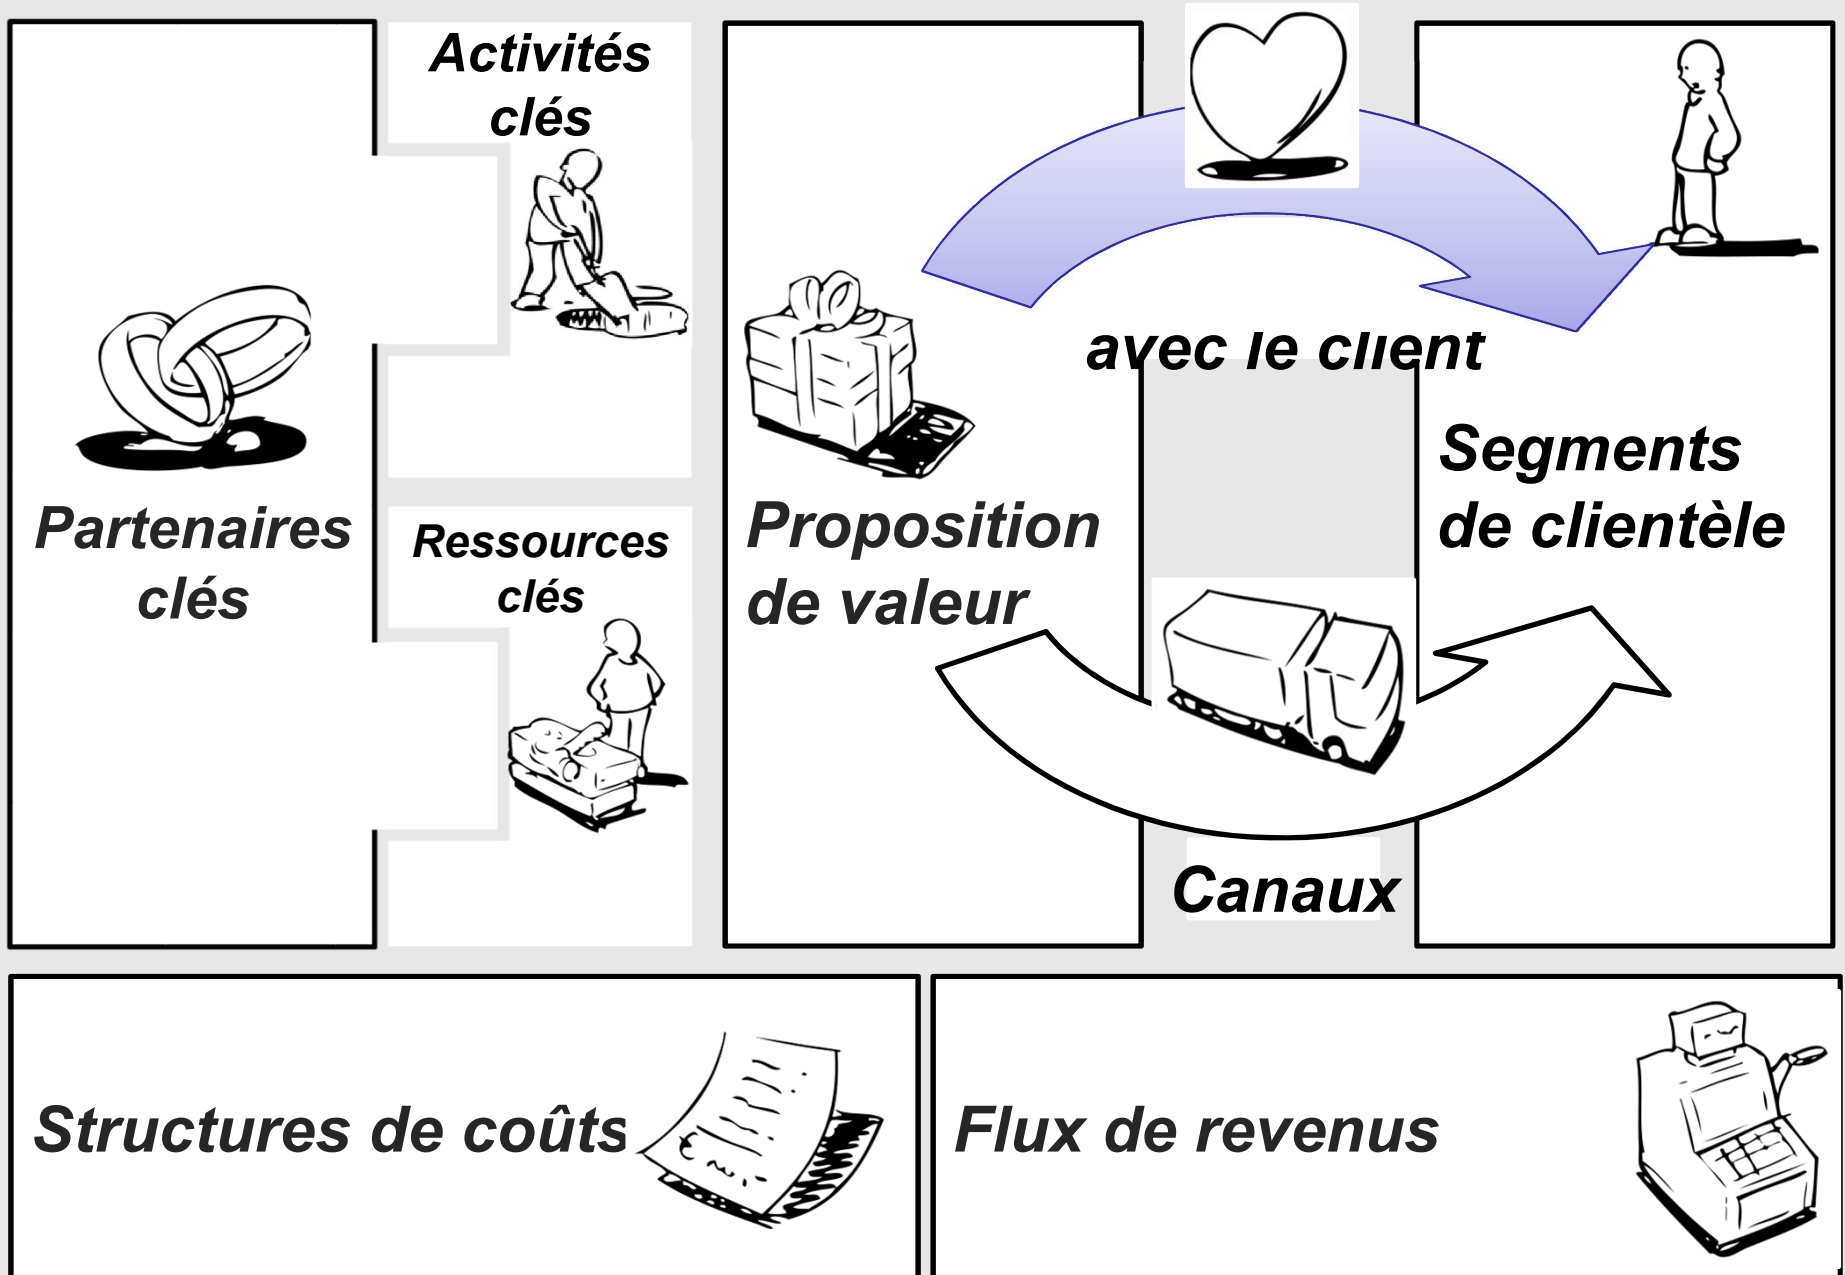 Activités
clés
Partenaires
clés
Ressources
clés
Proposition
de valeur
avec le client
Segments
de clientèle
Canaux
Structures de coûts
Flux de revenus